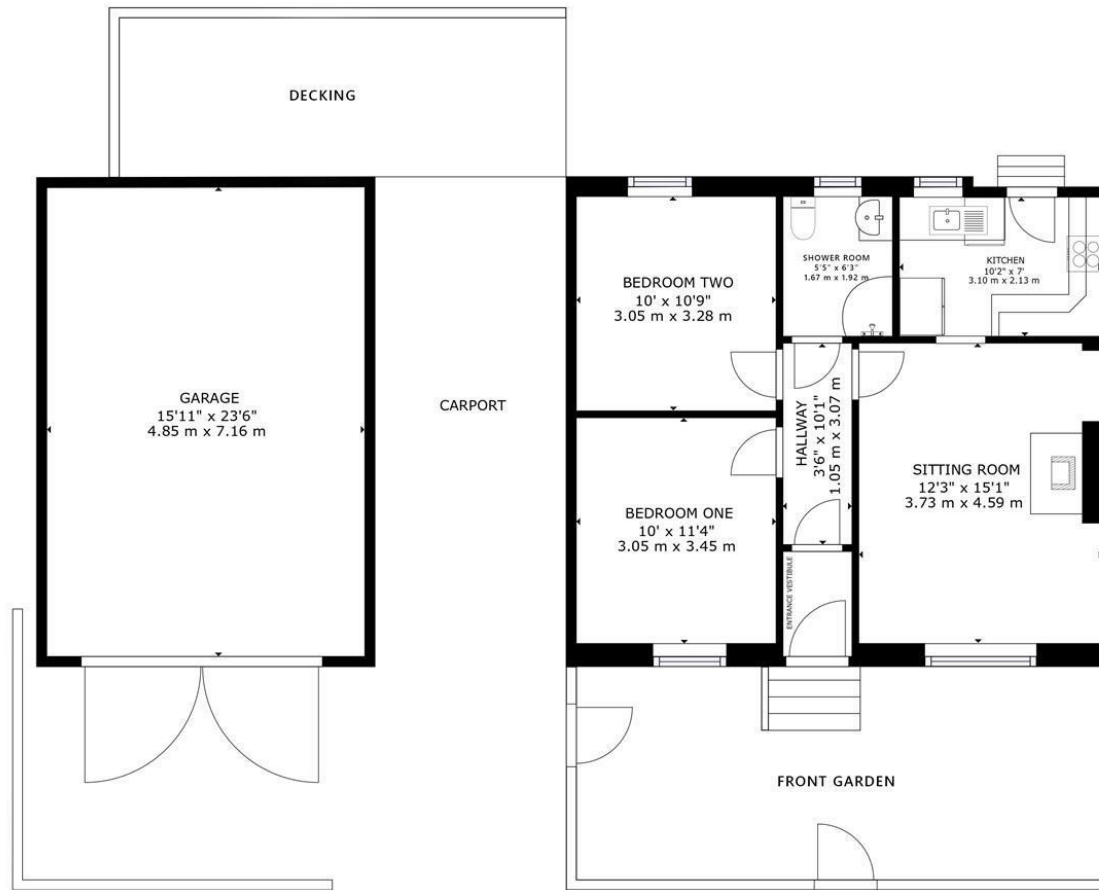 DECKING
BEDROOM TWO
10' x 10'9"
3.05 m x 3.28 m
SHOWER ROOM
5'5" x 6'3"
1.67 m x 1.92 m
KITCHEN
10'2" x 7'
3.10 m x 2.13 m
GARAGE
15'11" x 23'6"
4.85 m x 7.16 m
CARPORT
HALLWAY
3'6" x 10'1"
1.05 m x 3.07 m
SITTING ROOM
12'3" x 15'1"
3.73 m x 4.59 m
BEDROOM ONE
10' x 11'4"
3.05 m x 3.45 m
ENTRANCE VESTIBULE
FRONT GARDEN